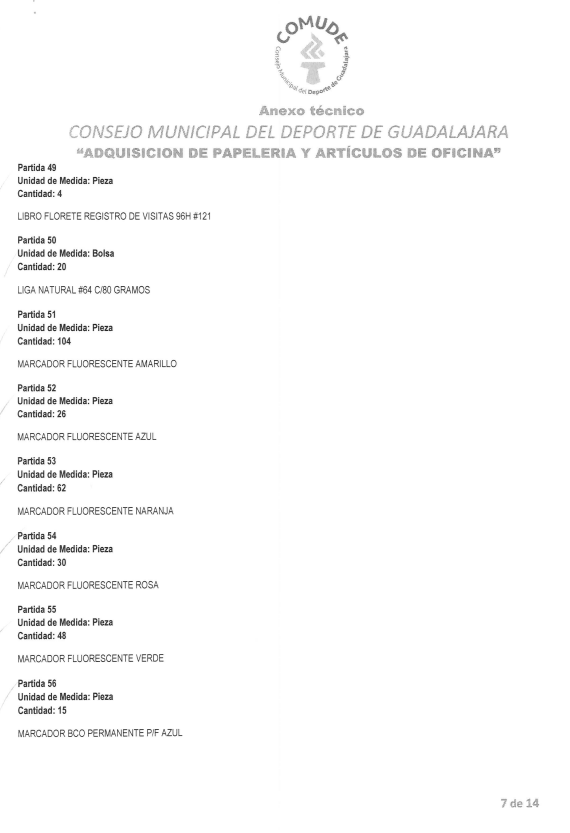 COMUDE
Consejo Municipal del Deporte de Guadalajara
Anexo técnico
CONSEJO MUNICIPAL DEL DEPORTE DE GUADALAJARA
“ADQUISICION DE PAPELERIA Y ARTÍCULOS DE OFICINA”
Partida 49
Unidad de Medida: Pieza
Cantidad: 4
LIBRO FLORETE REGISTRO DE VISITAS 96H #121
Partida 50
Unidad de Medida: Bolsa
Cantidad: 20
LIGA NATURAL #64 C/80 GRAMOS
Partida 51
Unidad de Medida: Pieza
Cantidad: 104
MARCADOR FLUORESCENTE AMARILLO
Partida 52
Unidad de Medida: Pieza
Cantidad: 26
MARCADOR FLUORESCENTE AZUL
Partida 53
Unidad de Medida: Pieza
Cantidad: 62
MARCADOR FLUORESCENTE NARANJA
Partida 54
Unidad de Medida: Pieza
Cantidad: 30
MARCADOR FLUORESCENTE ROSA
Partida 55
Unidad de Medida: Pieza
Cantidad: 48
MARCADOR FLUORESCENTE VERDE
Partida 56
Unidad de Medida: Pieza
Cantidad: 15
MARCADOR BCO PERMANENTE P/F AZUL
7 de 14